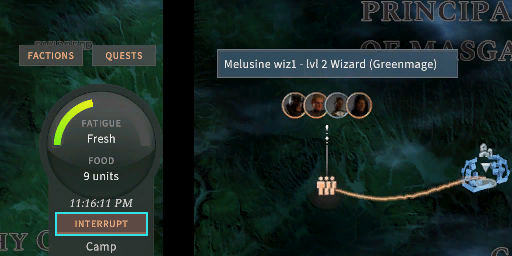 FACTIONS
QUESTS
FATIGUE
Fresh
FOOD
9 units
11:16:11 PM
INTERRUPT
Camp
PRINCIPA
OF MASGA
Melusine wiz1 - lvl 2 Wizard (Greenmage)